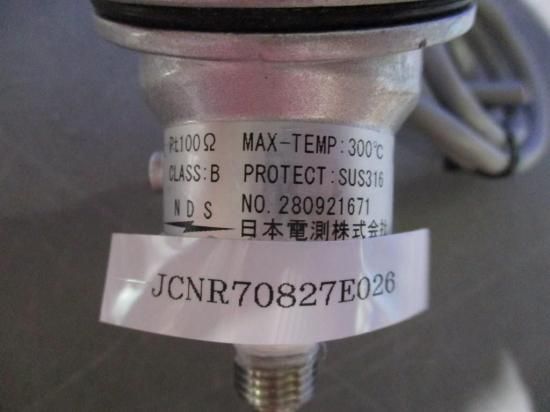 Pt100Ω MAX-TEMP:300℃
CLASS:B PROTECT:SUS316
NDS NO.280921671
日本電測株式会社
JCNR70827E026